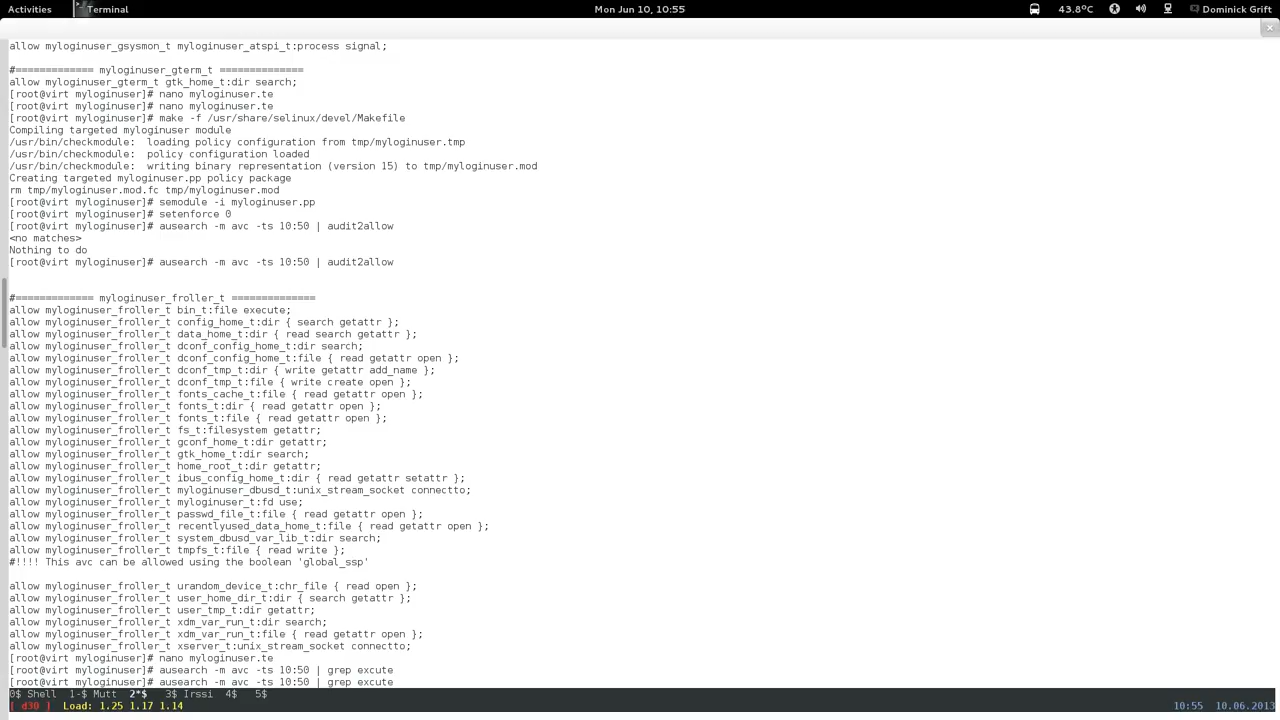 Activities Terminal Mon Jun 10, 10:55 43.8°C Dominick Grift
allow myloginuser_gsysmon_t myloginuser_atspi_t:process signal;
#============= myloginuser_gterm_t ==============
allow myloginuser_gterm_t gtk_home_t:dir search;
[root@virt myloginuser]# nano myloginuser.te
[root@virt myloginuser]# nano myloginuser.te
[root@virt myloginuser]# make -f /usr/share/selinux/devel/Makefile
Compiling targeted myloginuser module
/usr/bin/checkmodule:  loading policy configuration from tmp/myloginuser.tmp
/usr/bin/checkmodule:  policy configuration loaded
/usr/bin/checkmodule:  writing binary representation (version 15) to tmp/myloginuser.mod
Creating targeted myloginuser.pp policy package
rm tmp/myloginuser.mod.fc tmp/myloginuser.mod
[root@virt myloginuser]# semodule -i myloginuser.pp
[root@virt myloginuser]# setenforce 0
[root@virt myloginuser]# ausearch -m avc -ts 10:50 | audit2allow
<no matches>
Nothing to do
[root@virt myloginuser]# ausearch -m avc -ts 10:50 | audit2allow
#============= myloginuser_froller_t ==============
allow myloginuser_froller_t bin_t:file execute;
allow myloginuser_froller_t config_home_t:dir { search getattr };
allow myloginuser_froller_t data_home_t:dir { read search getattr };
allow myloginuser_froller_t dconf_config_home_t:dir search;
allow myloginuser_froller_t dconf_config_home_t:file { read getattr open };
allow myloginuser_froller_t dconf_tmp_t:dir { write getattr add_name };
allow myloginuser_froller_t dconf_tmp_t:file { write create open };
allow myloginuser_froller_t fonts_cache_t:file { read getattr open };
allow myloginuser_froller_t fonts_t:dir { read getattr open };
allow myloginuser_froller_t fonts_t:file { read getattr open };
allow myloginuser_froller_t fs_t:filesystem getattr;
allow myloginuser_froller_t gconf_home_t:dir getattr;
allow myloginuser_froller_t gtk_home_t:dir search;
allow myloginuser_froller_t home_root_t:dir getattr;
allow myloginuser_froller_t ibus_config_home_t:dir { read getattr setattr };
allow myloginuser_froller_t myloginuser_dbusd_t:unix_stream_socket connectto;
allow myloginuser_froller_t myloginuser_t:fd use;
allow myloginuser_froller_t passwd_file_t:file { read getattr open };
allow myloginuser_froller_t recentlyused_data_home_t:file { read getattr open };
allow myloginuser_froller_t system_dbusd_var_lib_t:dir search;
allow myloginuser_froller_t tmpfs_t:file { read write };
#!!!! This avc can be allowed using the boolean 'global_ssp'
allow myloginuser_froller_t urandom_device_t:chr_file { read open };
allow myloginuser_froller_t user_home_dir_t:dir { search getattr };
allow myloginuser_froller_t user_tmp_t:dir getattr;
allow myloginuser_froller_t xdm_var_run_t:dir search;
allow myloginuser_froller_t xdm_var_run_t:file { read getattr open };
allow myloginuser_froller_t xserver_t:unix_stream_socket connectto;
[root@virt myloginuser]# nano myloginuser.te
[root@virt myloginuser]# ausearch -m avc -ts 10:50 | grep excute
[root@virt myloginuser]# ausearch -m avc -ts 10:50 | grep excute
0$ Shell  1-$ Mutt  2*$  3$ Irssi  4$  5$
[ d30 ]  Load: 1.25 1.17 1.14 10:55 10.06.2013